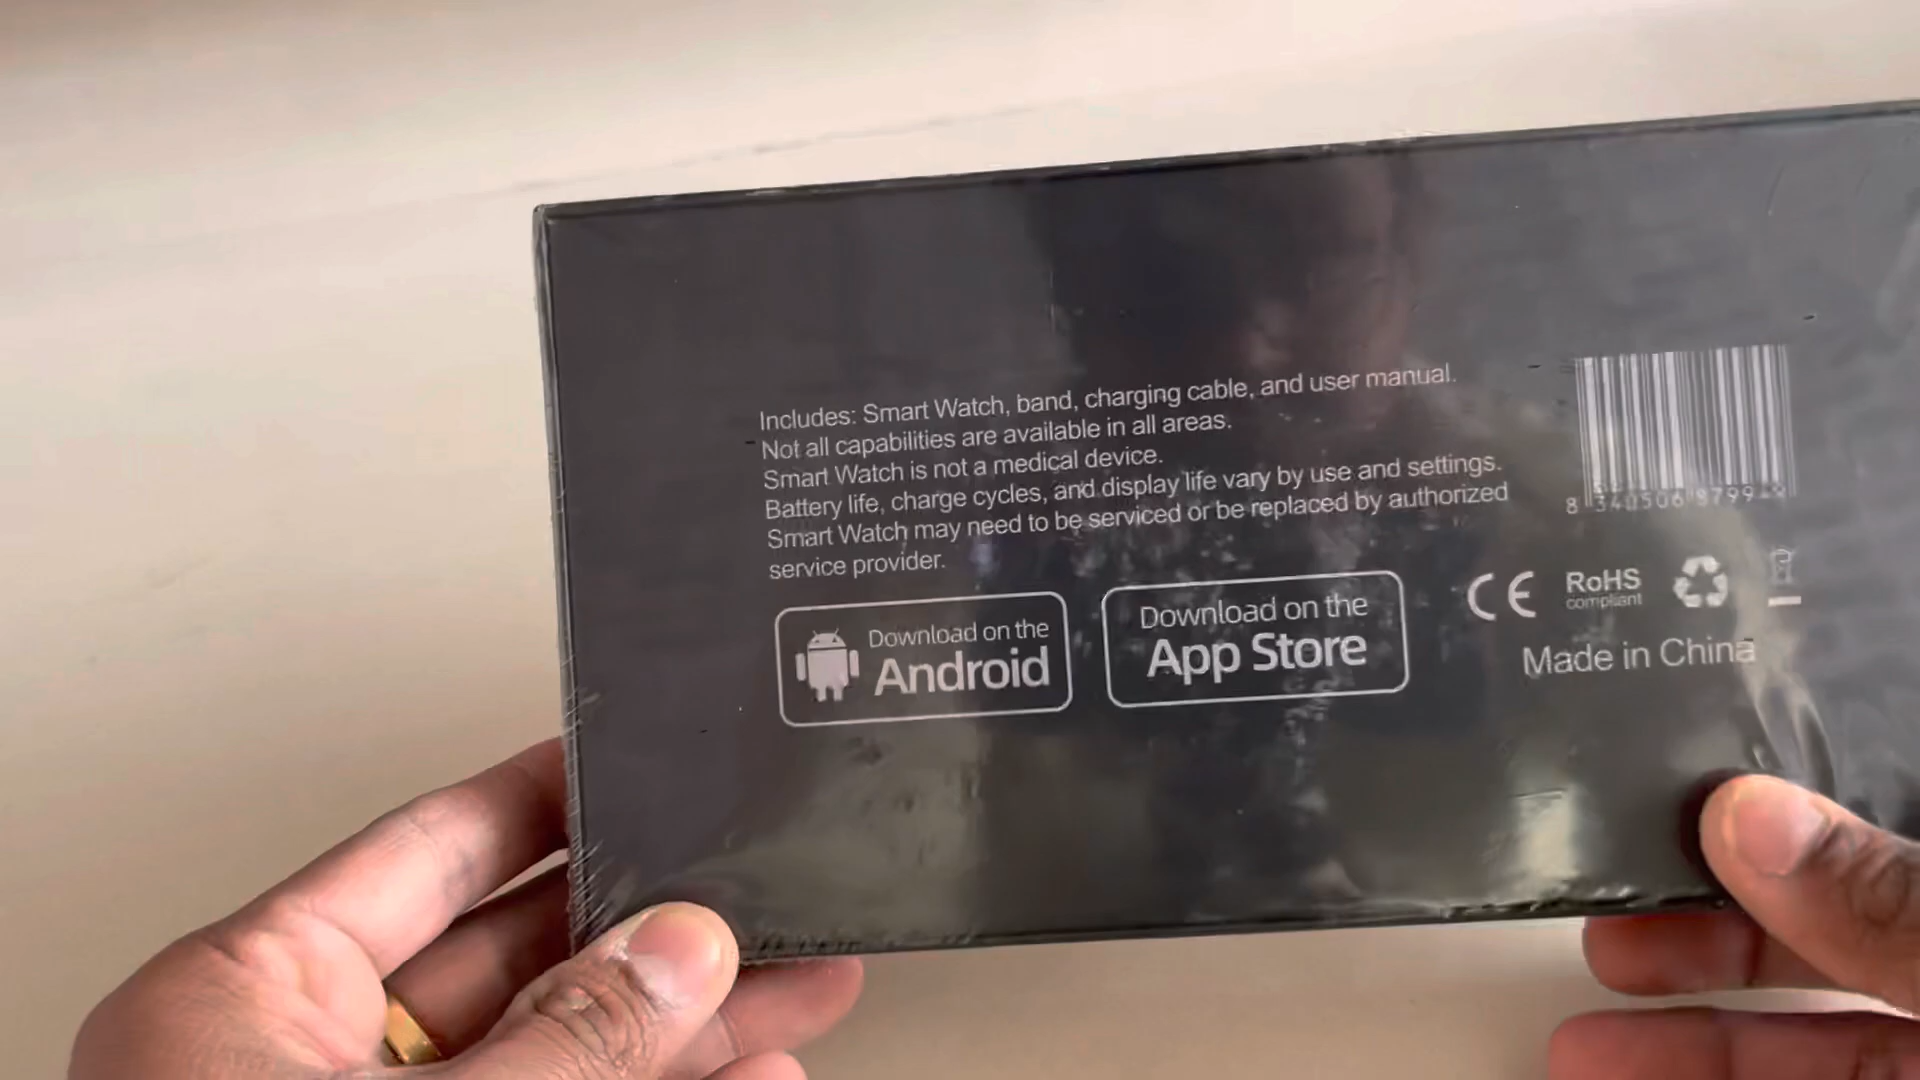 Includes: Smart Watch, band, charging cable, and user manual.
Not all capabilities are available in all areas.
Smart Watch is not a medical device.
Battery life, charge cycles, and display life vary by use and settings.
Smart Watch may need to be serviced or be replaced by authorized
service provider.
8 340506 8799
Download on the
Android
Download on the
App Store
CE
RoHS
compliant
Made in China